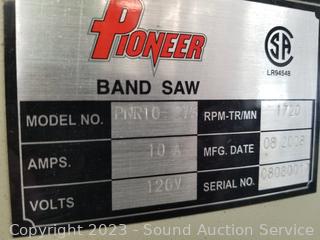 PIONEER
SA
LR94548
BAND SAW
MODEL NO.
RPM-TR/MN 1720
AMPS. 10 A MFG. DATE 08 2008
VOLTS 120V SERIAL NO.
Copyright 2023 - Sound Auction Service